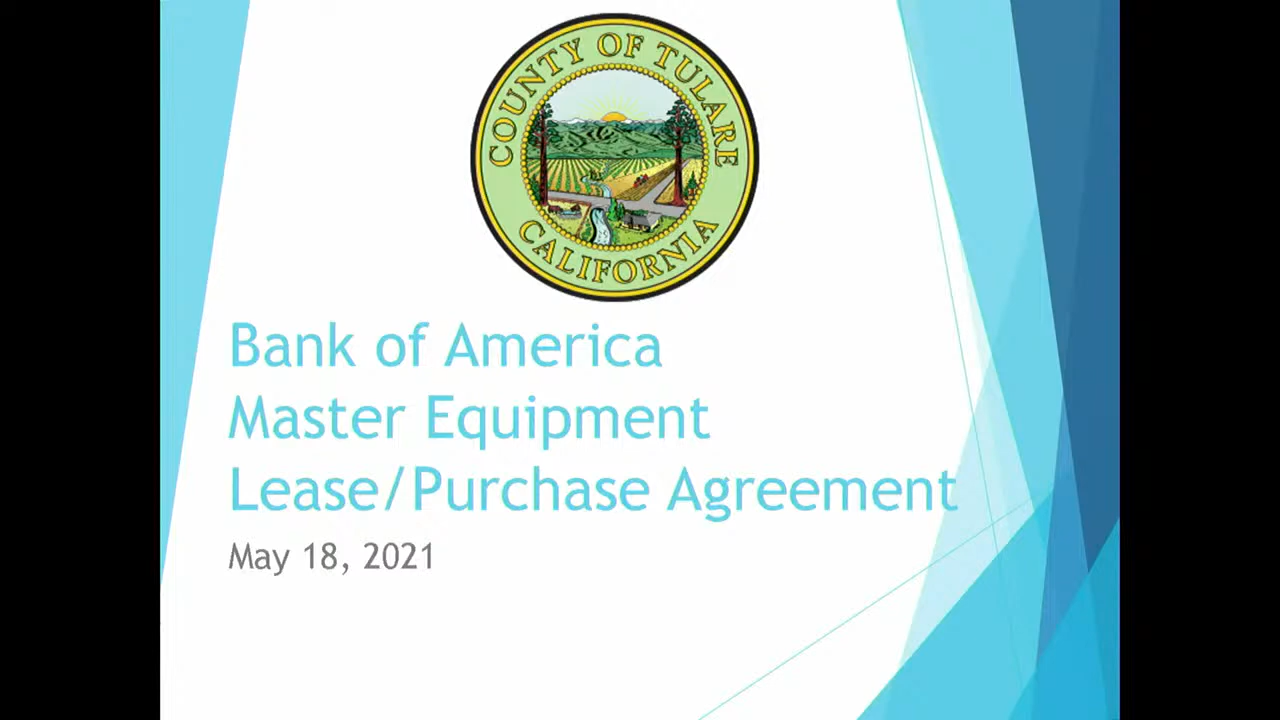 COUNTY OF TULARE
CALIFORNIA
Bank of America
Master Equipment
Lease/Purchase Agreement
May 18, 2021